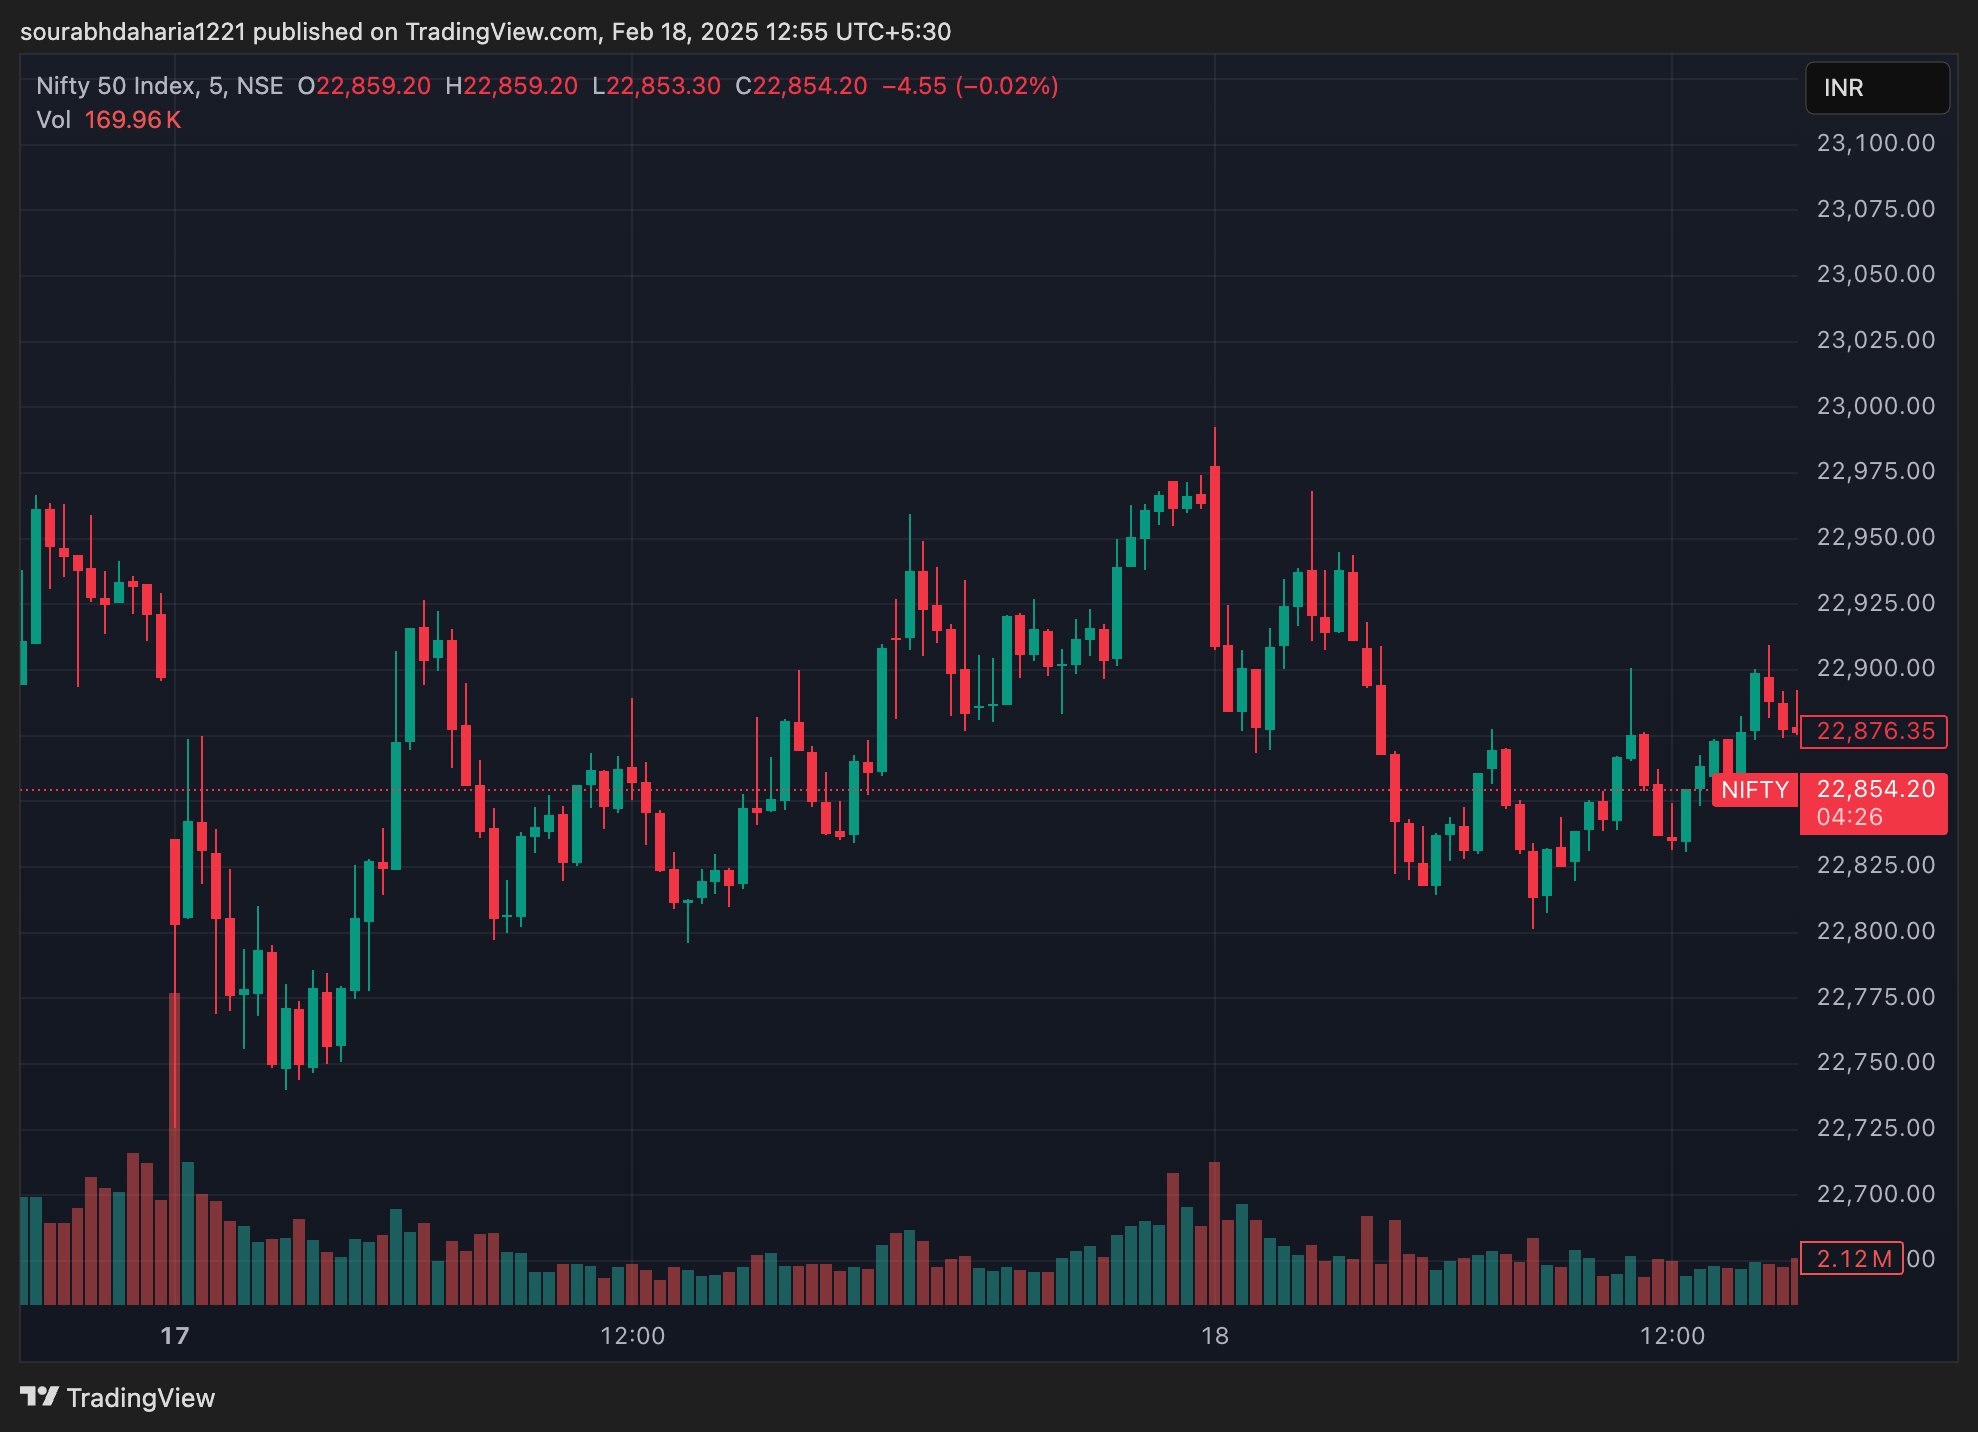 sourabhdaharia1221 published on TradingView.com, Feb 18, 2025 12:55 UTC+5:30
Nifty 50 Index, 5, NSE O22,859.20 H22,859.20 L22,853.30 C22,854.20 −4.55 (−0.02%)
Vol 169.96 K
INR
23,100.00
23,075.00
23,050.00
23,025.00
23,000.00
22,975.00
22,950.00
22,925.00
22,900.00
22,876.35
NIFTY 22,854.20
04:26
22,825.00
22,800.00
22,775.00
22,750.00
22,725.00
22,700.00
2.12 M 00
17 12:00 18 12:00
TradingView